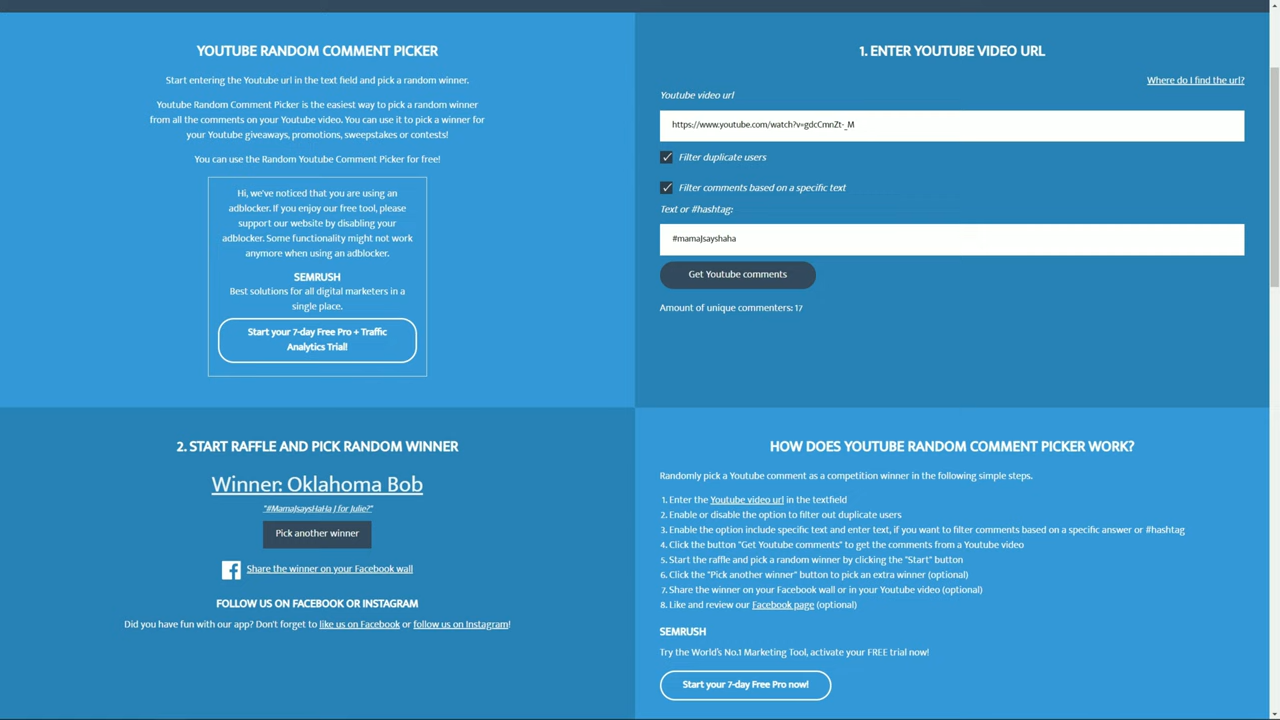 YOUTUBE RANDOM COMMENT PICKER
Start entering the Youtube url in the text field and pick a random winner.
Youtube Random Comment Picker is the easiest way to pick a random winner
from all the comments on your Youtube video. You can use it to pick a winner for
your Youtube giveaways, promotions, sweepstakes or contests!
You can use the Random Youtube Comment Picker for free!
Hi, we've noticed that you are using an
adblocker. If you enjoy our free tool, please
support our website by disabling your
adblocker. Some functionality might not work
anymore when using an adblocker.
SEMRUSH
Best solutions for all digital marketers in a
single place.
Start your 7-day Free Pro + Traffic
Analytics Trial!
1. ENTER YOUTUBE VIDEO URL
Where do I find the url?
Youtube video url
https://www.youtube.com/watch?v=gdcCmnZt-_M
Filter duplicate users
Filter comments based on a specific text
Text or #hashtag:
#mamaJsayshaha
Get Youtube comments
Amount of unique commenters: 17
2. START RAFFLE AND PICK RANDOM WINNER
Winner: Oklahoma Bob
"#MamaJsaysHaHa J for Julie?"
Pick another winner
Share the winner on your Facebook wall
FOLLOW US ON FACEBOOK OR INSTAGRAM
Did you have fun with our app? Don't forget to like us on Facebook or follow us on Instagram!
HOW DOES YOUTUBE RANDOM COMMENT PICKER WORK?
Randomly pick a Youtube comment as a competition winner in the following simple steps.
1. Enter the Youtube video url in the textfield
2. Enable or disable the option to filter out duplicate users
3. Enable the option include specific text and enter text, if you want to filter comments based on a specific answer or #hashtag
4. Click the button "Get Youtube comments" to get the comments from a Youtube video
5. Start the raffle and pick a random winner by clicking the "Start" button
6. Click the "Pick another winner" button to pick an extra winner (optional)
7. Share the winner on your Facebook wall or in your Youtube video (optional)
8. Like and review our Facebook page (optional)
SEMRUSH
Try the World's No.1 Marketing Tool, activate your FREE trial now!
Start your 7-day Free Pro now!